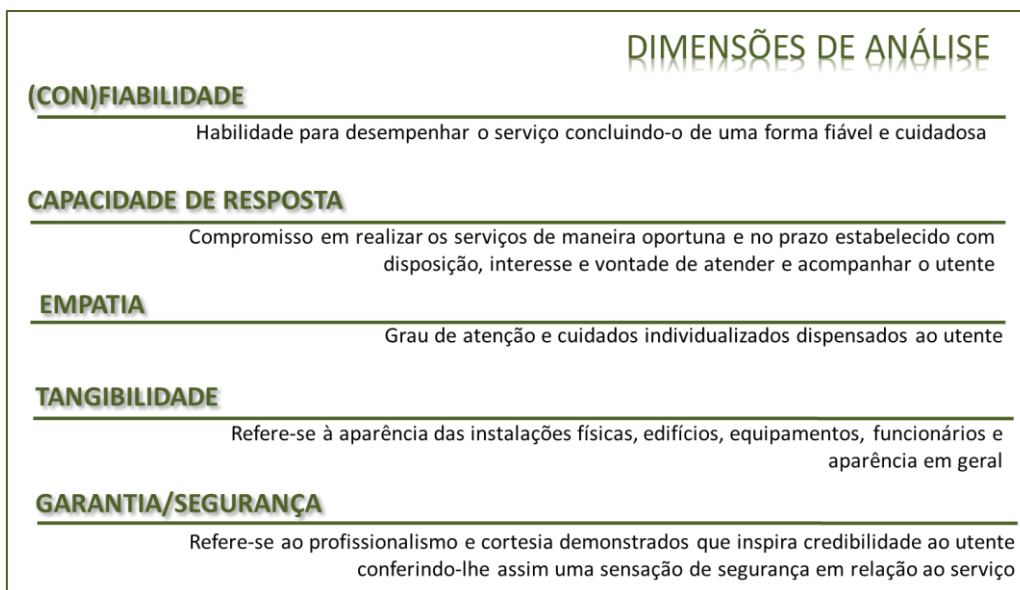 DIMENSÕES DE ANÁLISE
(CON)FIABILIDADE
Habilidade para desempenhar o serviço concluindo-o de uma forma fiável e cuidadosa
CAPACIDADE DE RESPOSTA
Compromisso em realizar os serviços de maneira oportuna e no prazo estabelecido com
disposição, interesse e vontade de atender e acompanhar o utente
EMPATIA
Grau de atenção e cuidados individualizados dispensados ao utente
TANGIBILIDADE
Refere-se à aparência das instalações físicas, edifícios, equipamentos, funcionários e
aparência em geral
GARANTIA/SEGURANÇA
Refere-se ao profissionalismo e cortesia demonstrados que inspira credibilidade ao utente
conferindo-lhe assim uma sensação de segurança em relação ao serviço